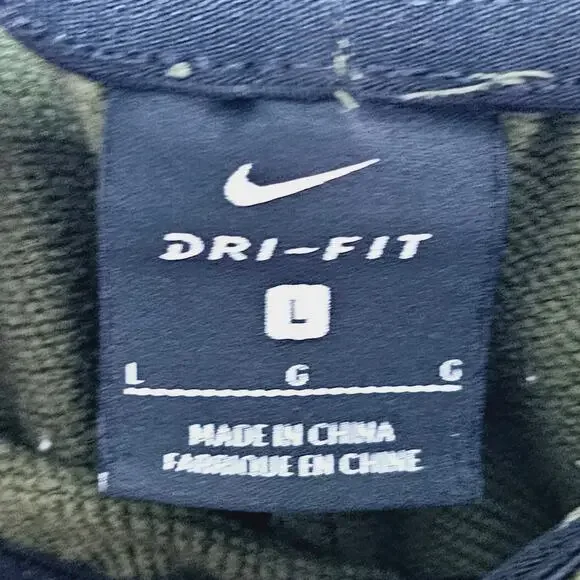 DRI-FIT
L
L G G
MADE IN CHINA
FABRIQUE EN CHINE